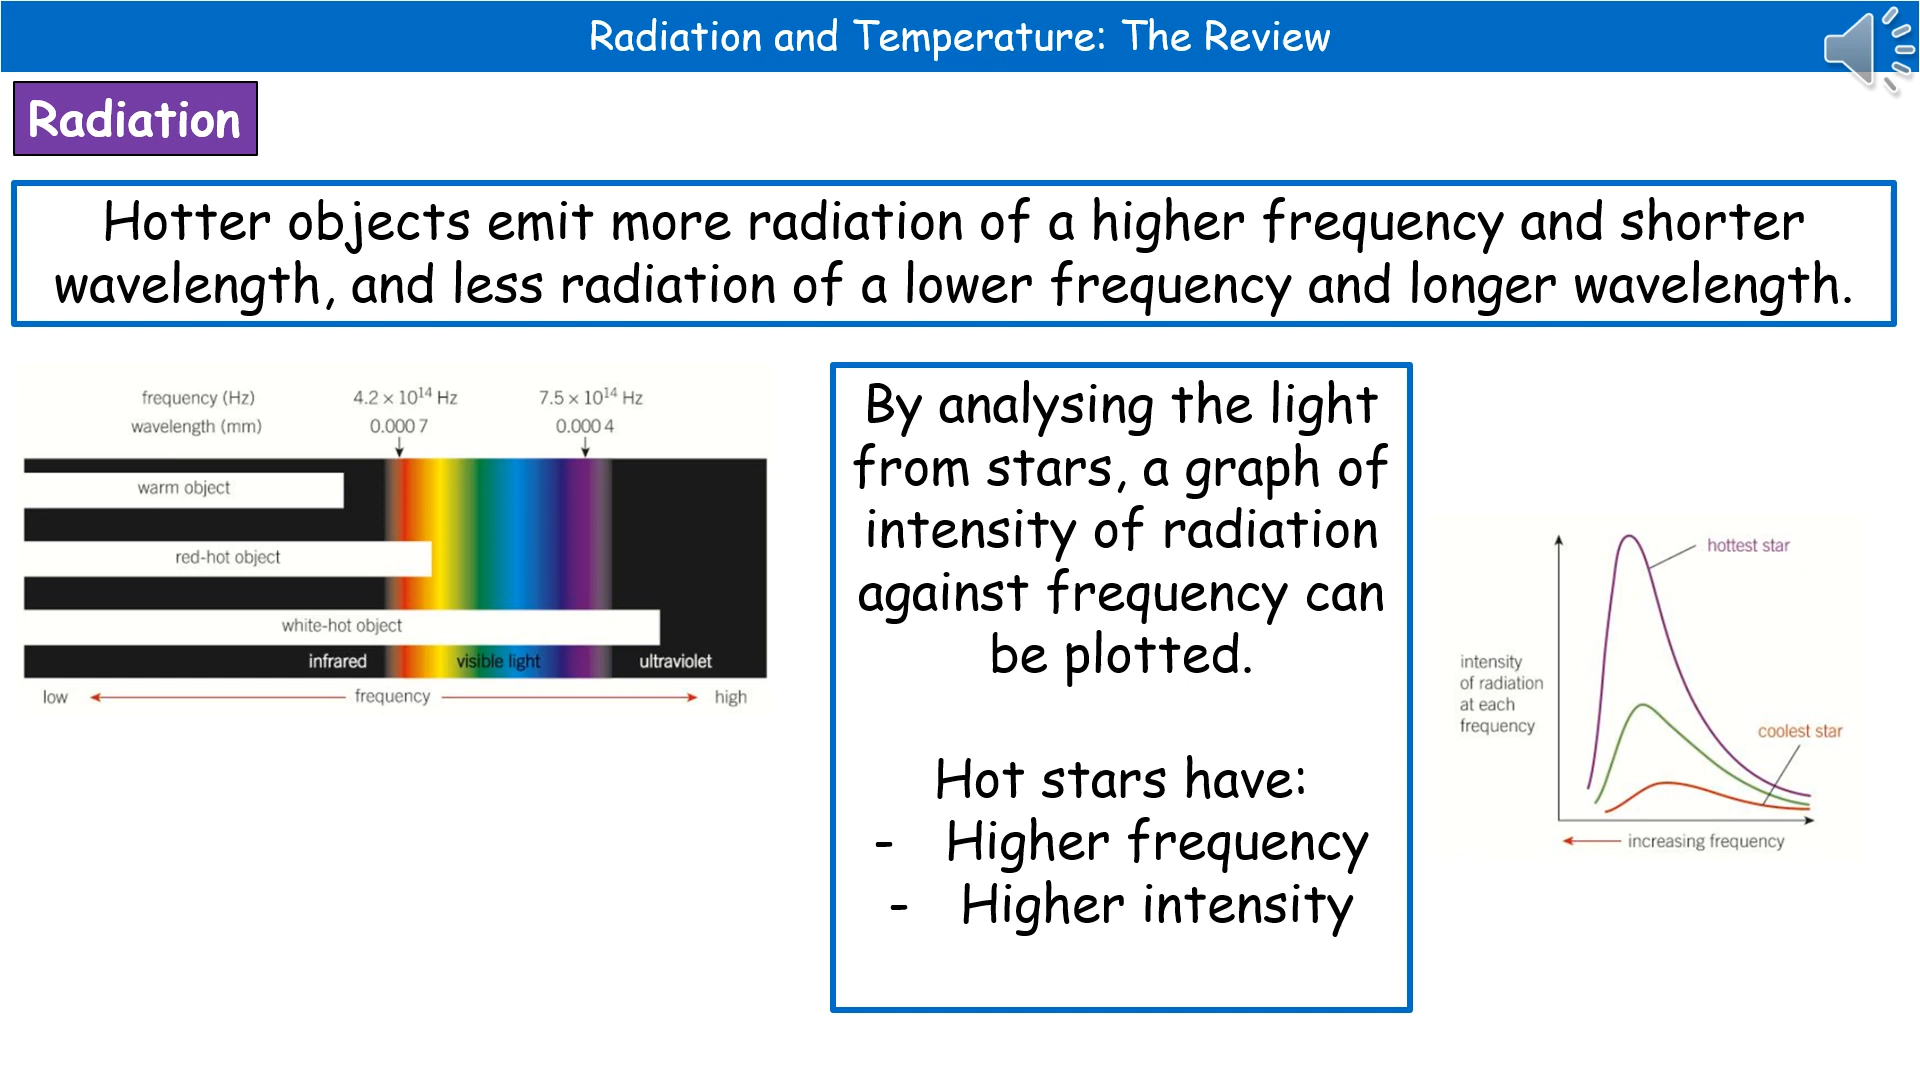 Radiation and Temperature: The Review
Radiation
Hotter objects emit more radiation of a higher frequency and shorter
wavelength, and less radiation of a lower frequency and longer wavelength.
frequency (Hz) 4.2 × 10¹⁴ Hz 7.5 × 10¹⁴ Hz
wavelength (mm) 0.000 7 0.000 4
warm object
red-hot object
white-hot object
infrared visible light ultraviolet
low frequency high
By analysing the light
from stars, a graph of
intensity of radiation
against frequency can
be plotted.
Hot stars have:
- Higher frequency
- Higher intensity
hottest star
intensity
of radiation
at each
frequency
coolest star
increasing frequency